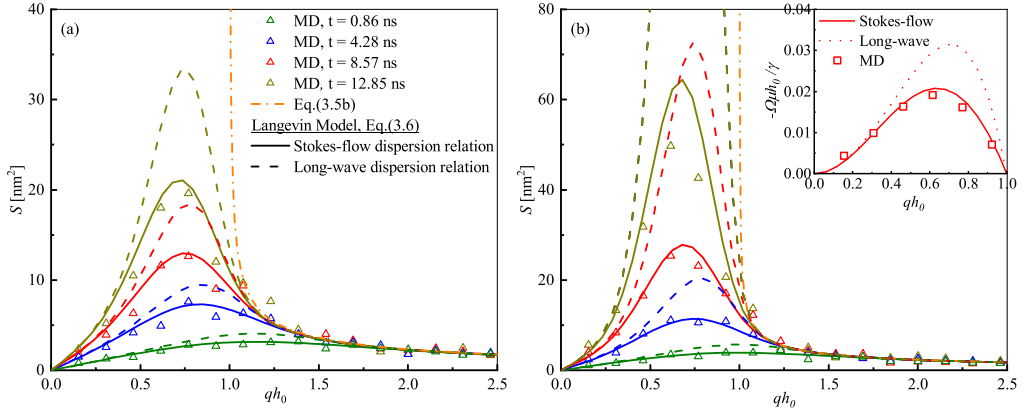 (a)
MD, t = 0.86 ns
MD, t = 4.28 ns
MD, t = 8.57 ns
MD, t = 12.85 ns
Eq.(3.5b)
Langevin Model, Eq.(3.6)
Stokes-flow dispersion relation
Long-wave dispersion relation
S [nm²]
40
30
20
10
0
0.0 0.5 1.0 1.5 2.0 2.5
qh₀
(b)
S [nm²]
80
60
40
20
0
0.0 0.5 1.0 1.5 2.0 2.5
qh₀
Stokes-flow
Long-wave
MD
-Ωμh₀/γ
0.04
0.03
0.02
0.01
0.00
0.0 0.2 0.4 0.6 0.8 1.0
qh₀